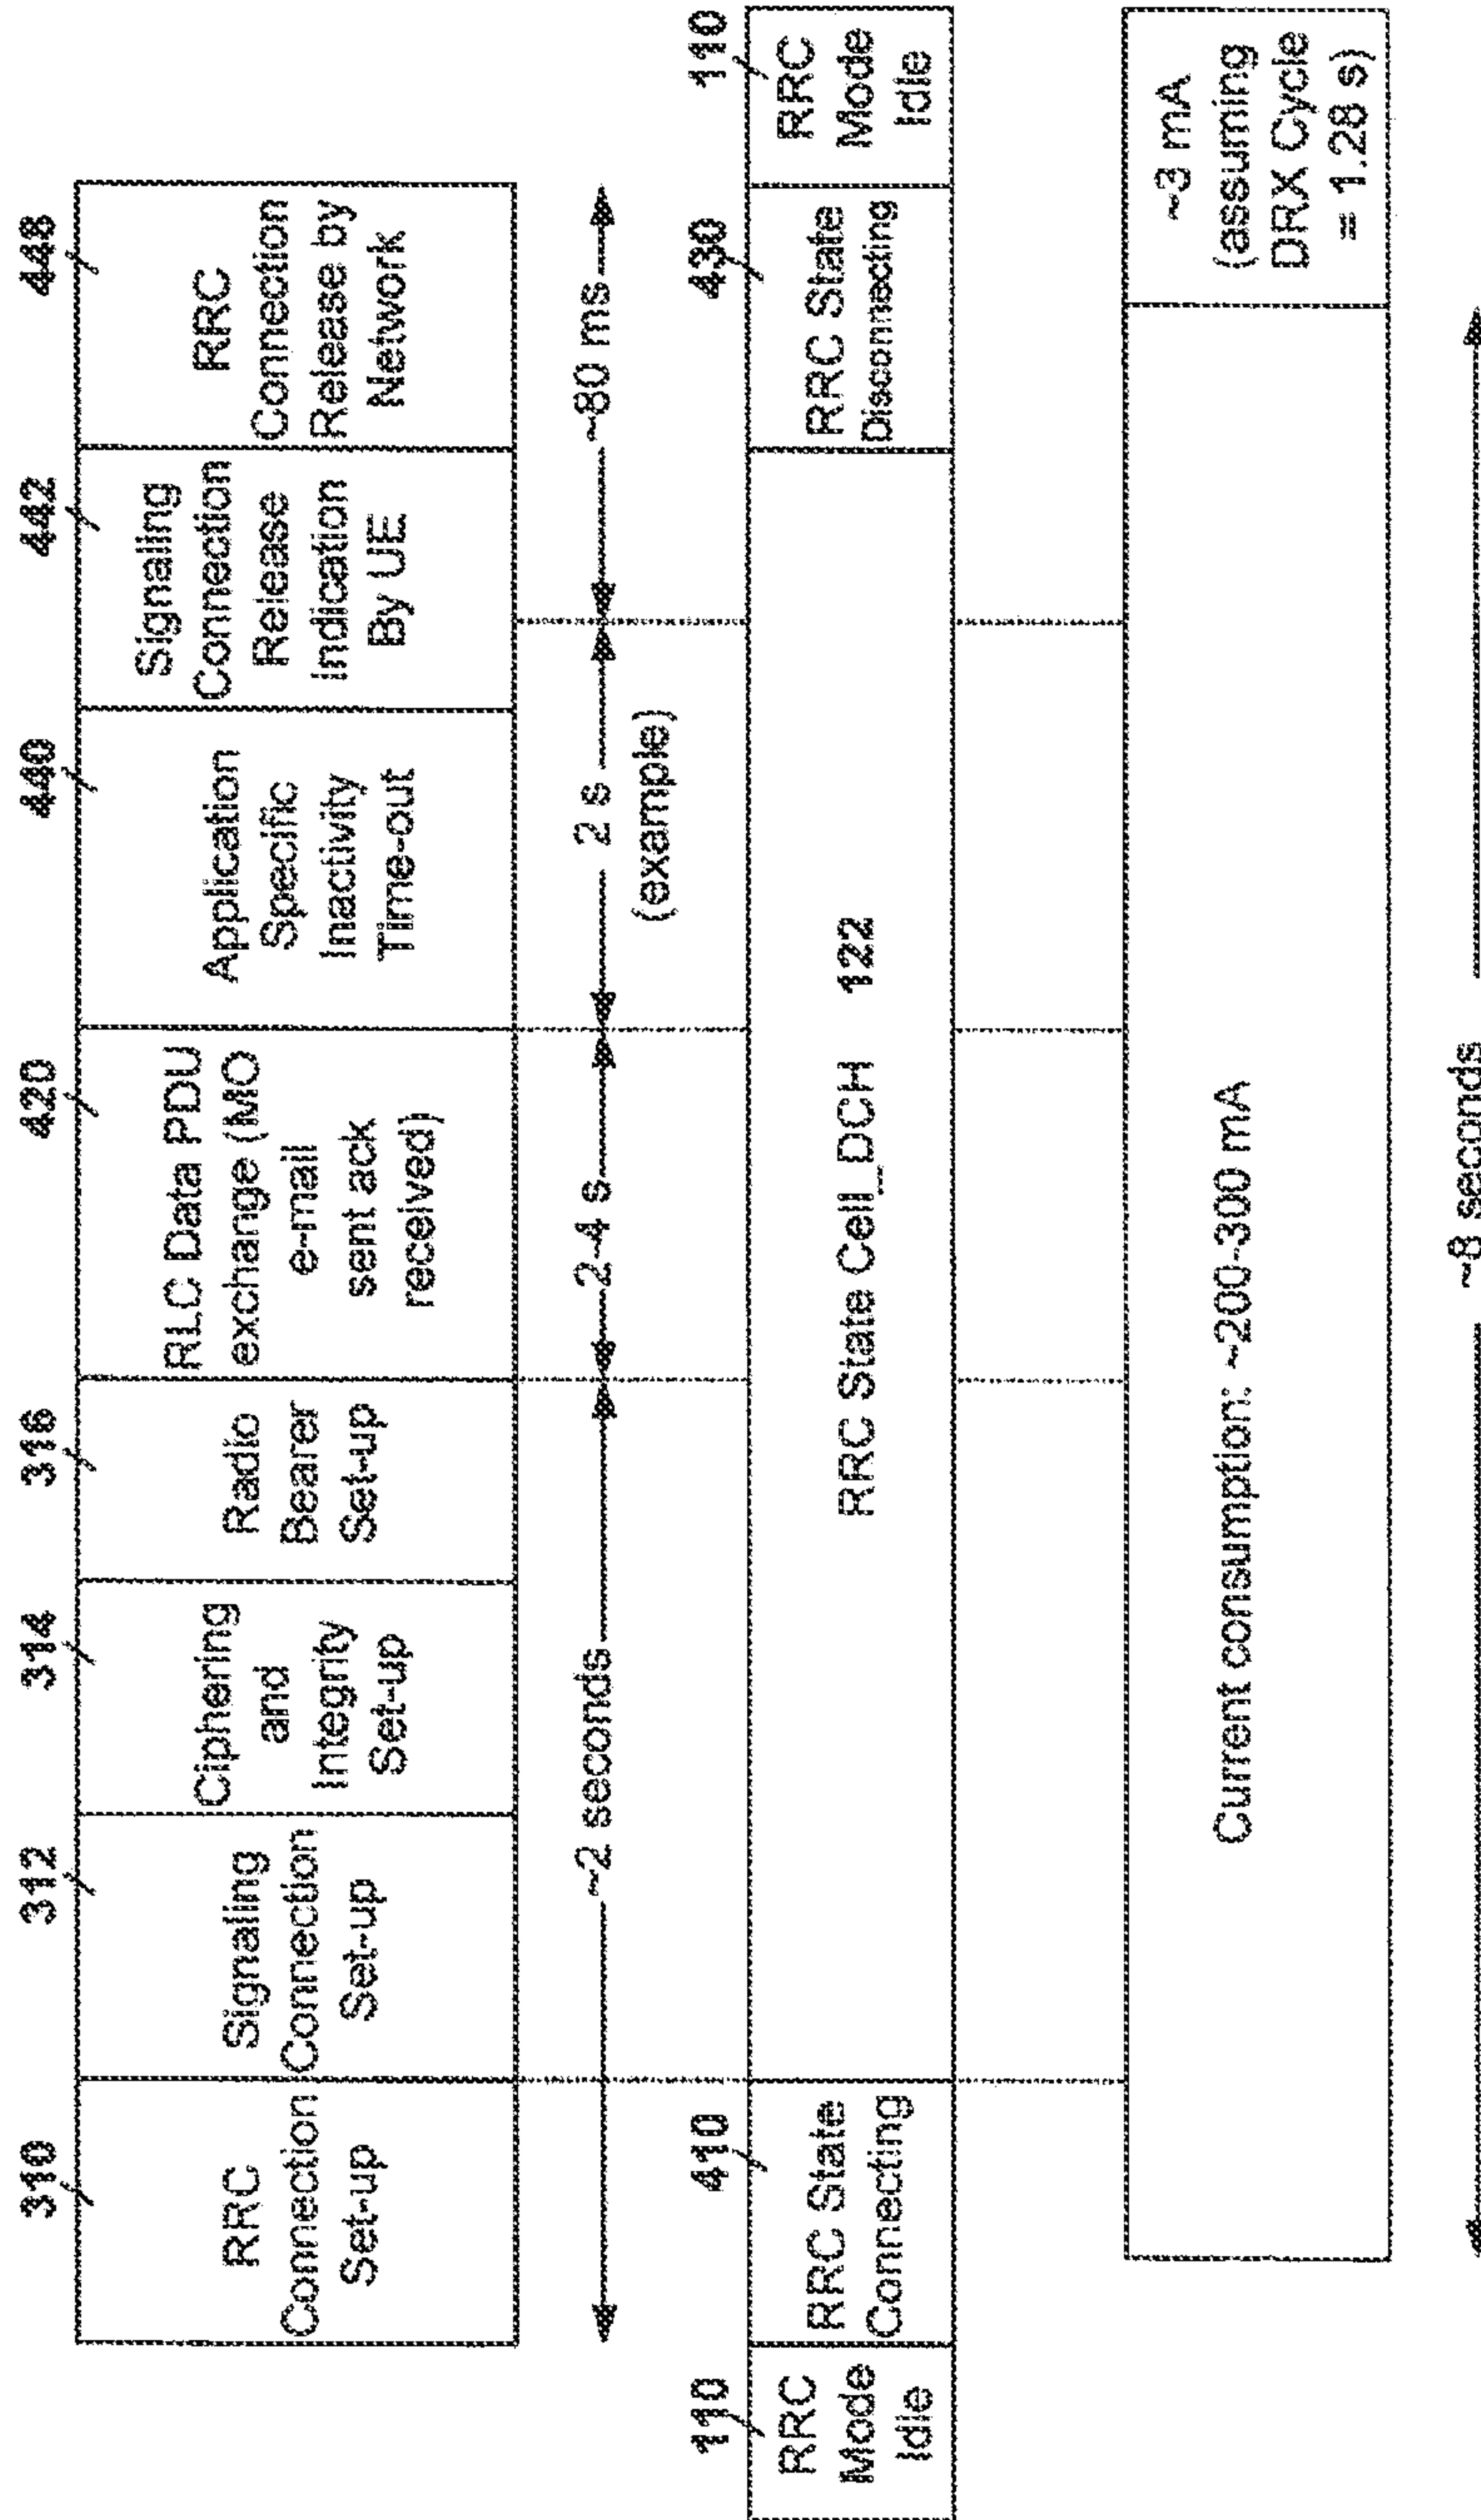 310
312
314
316
420
440
442
448
RRC
Connection
Set-up
Signaling
Connection
Set-up
Ciphering
and
Integrity
Set-up
Radio
Bearer
Set-up
RLC Data PDU
exchange (MO
e-mail
sent ack
received)
Application
Specific
Inactivity
Time-out
Signaling
Connection
Release
Indication
By UE
RRC
Connection
Release by
Network
~2 seconds
2-4 s
2 s
(example)
~80 ms
110
410
430
110
RRC
Mode
Idle
RRC State
Connecting
RRC State Cell_DCH 122
RRC State
Disconnecting
RRC
Mode
Idle
Current consumption: ~200-300 mA
~3 mA
(assuming
DRX Cycle
= 1.28 s)
~8 seconds